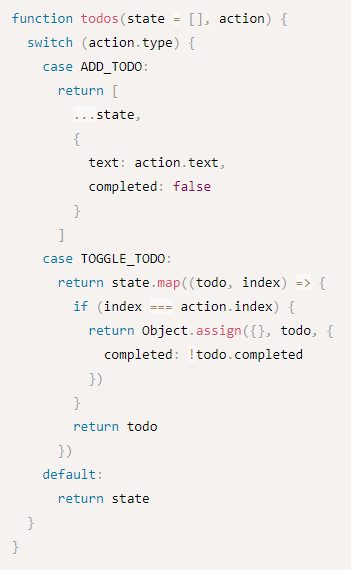 function todos(state = [], action) {
  switch (action.type) {
    case ADD_TODO:
      return [
        ...state,
        {
          text: action.text,
          completed: false
        }
      ]
    case TOGGLE_TODO:
      return state.map((todo, index) => {
        if (index === action.index) {
          return Object.assign({}, todo, {
            completed: !todo.completed
          })
        }
        return todo
      })
    default:
      return state
  }
}